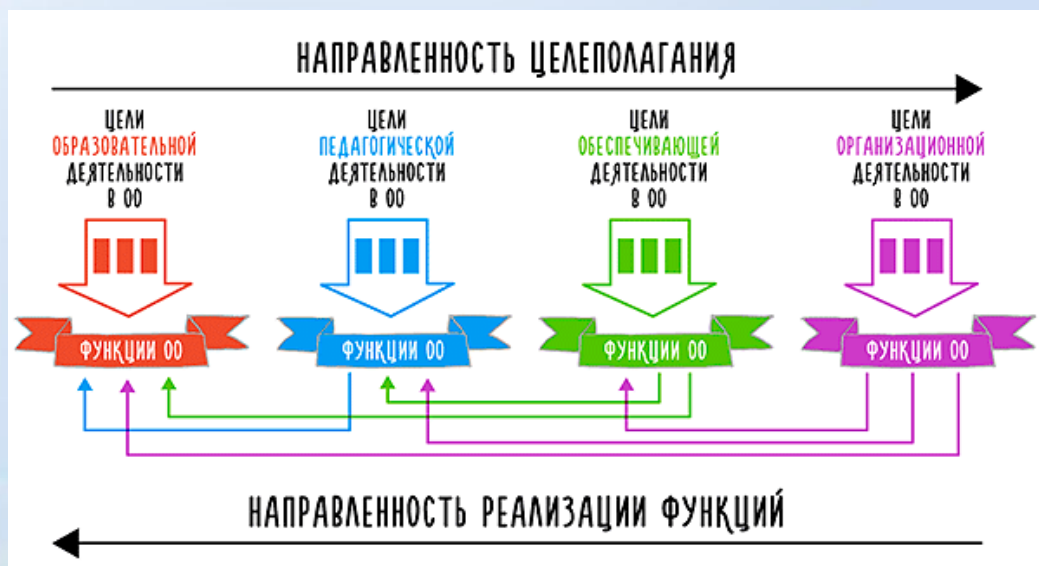 НАПРАВЛЕННОСТЬ ЦЕЛЕПОЛАГАНИЯ
ЦЕЛИ
ОБРАЗОВАТЕЛЬНОЙ
ДЕЯТЕЛЬНОСТИ
В ОО
ЦЕЛИ
ПЕДАГОГИЧЕСКОЙ
ДЕЯТЕЛЬНОСТИ
В ОО
ЦЕЛИ
ОБЕСПЕЧИВАЮЩЕЙ
ДЕЯТЕЛЬНОСТИ
В ОО
ЦЕЛИ
ОРГАНИЗАЦИОННОЙ
ДЕЯТЕЛЬНОСТИ
В ОО
ФУНКЦИИ ОО
ФУНКЦИИ ОО
ФУНКЦИИ ОО
ФУНКЦИИ ОО
НАПРАВЛЕННОСТЬ РЕАЛИЗАЦИИ ФУНКЦИЙ